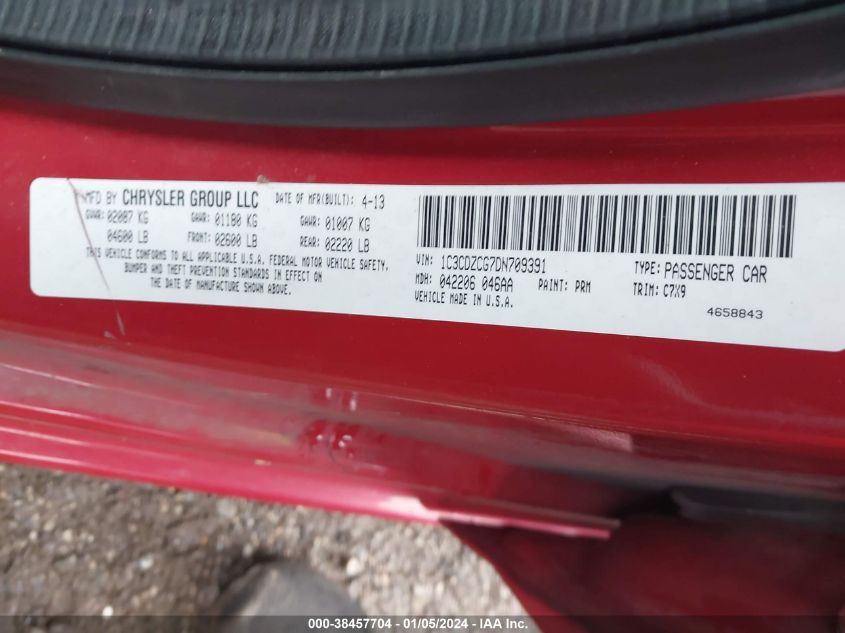 MFD BY CHRYSLER GROUP LLC DATE OF MFR(BUILT): 4-13
GVWR: 02087 KG GAWR: 01180 KG GAWR: 01007 KG
04600 LB FRONT: 02600 LB REAR: 02220 LB
THIS VEHICLE CONFORMS TO ALL APPLICABLE U.S.A. FEDERAL MOTOR VEHICLE SAFETY,
BUMPER AND THEFT PREVENTION STANDARDS IN EFFECT ON
THE DATE OF MANUFACTURE SHOWN ABOVE.
VIN: 1C3CDZCG7DN709391 TYPE: PASSENGER CAR
MDH: 042206 046AA PAINT: PRM TRIM: C7X9
VEHICLE MADE IN U.S.A.
4658843
000-38457704 - 01/05/2024 - IAA Inc.